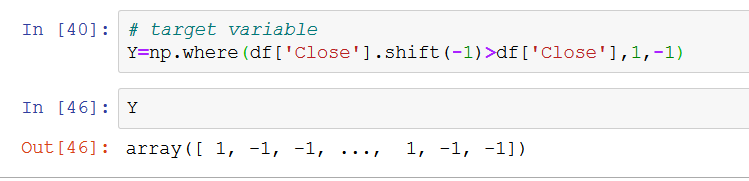 In [40]: # target variable
Y=np.where(df['Close'].shift(-1)>df['Close'],1,-1)
In [46]: Y
Out[46]: array([ 1, -1, -1, ...,  1, -1, -1])